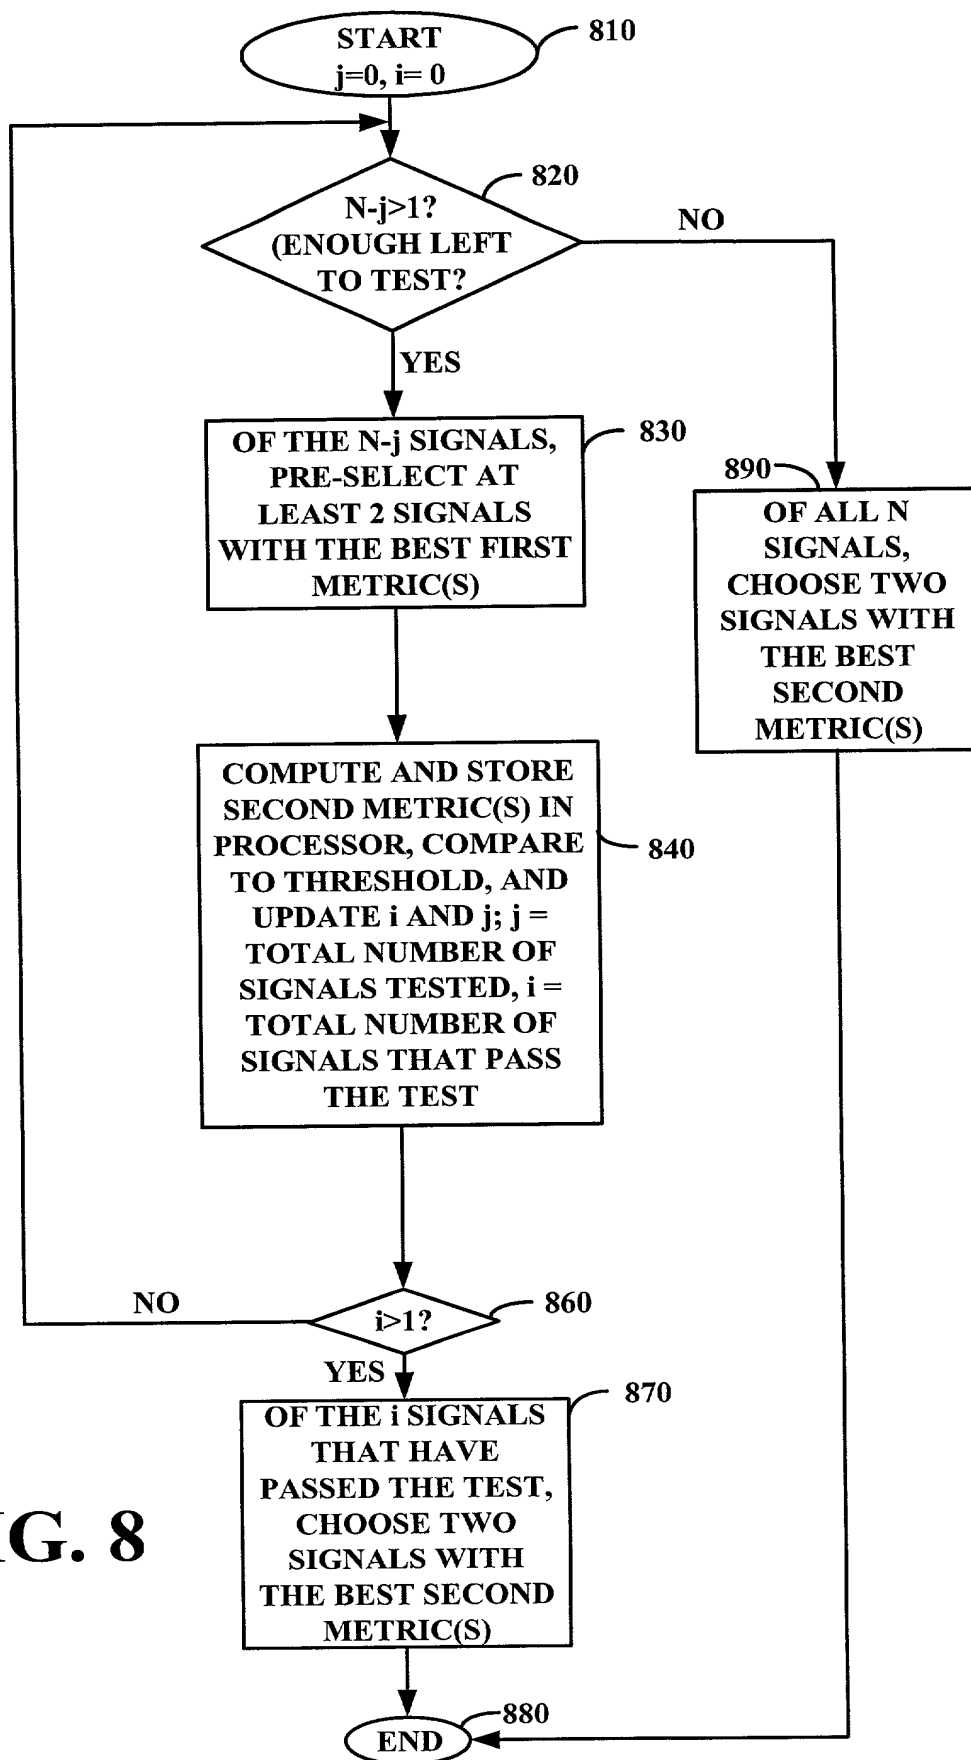 START
j=0, i= 0
810
820
N-j>1?
(ENOUGH LEFT
TO TEST?
NO
YES
OF THE N-j SIGNALS,
PRE-SELECT AT
LEAST 2 SIGNALS
WITH THE BEST FIRST
METRIC(S)
830
890
OF ALL N
SIGNALS,
CHOOSE TWO
SIGNALS WITH
THE BEST
SECOND
METRIC(S)
COMPUTE AND STORE
SECOND METRIC(S) IN
PROCESSOR, COMPARE
TO THRESHOLD, AND
UPDATE i AND j; j =
TOTAL NUMBER OF
SIGNALS TESTED, i =
TOTAL NUMBER OF
SIGNALS THAT PASS
THE TEST
840
NO
i>1?
860
YES
870
OF THE i SIGNALS
THAT HAVE
PASSED THE TEST,
CHOOSE TWO
SIGNALS WITH
THE BEST SECOND
METRIC(S)
IG. 8
880
END